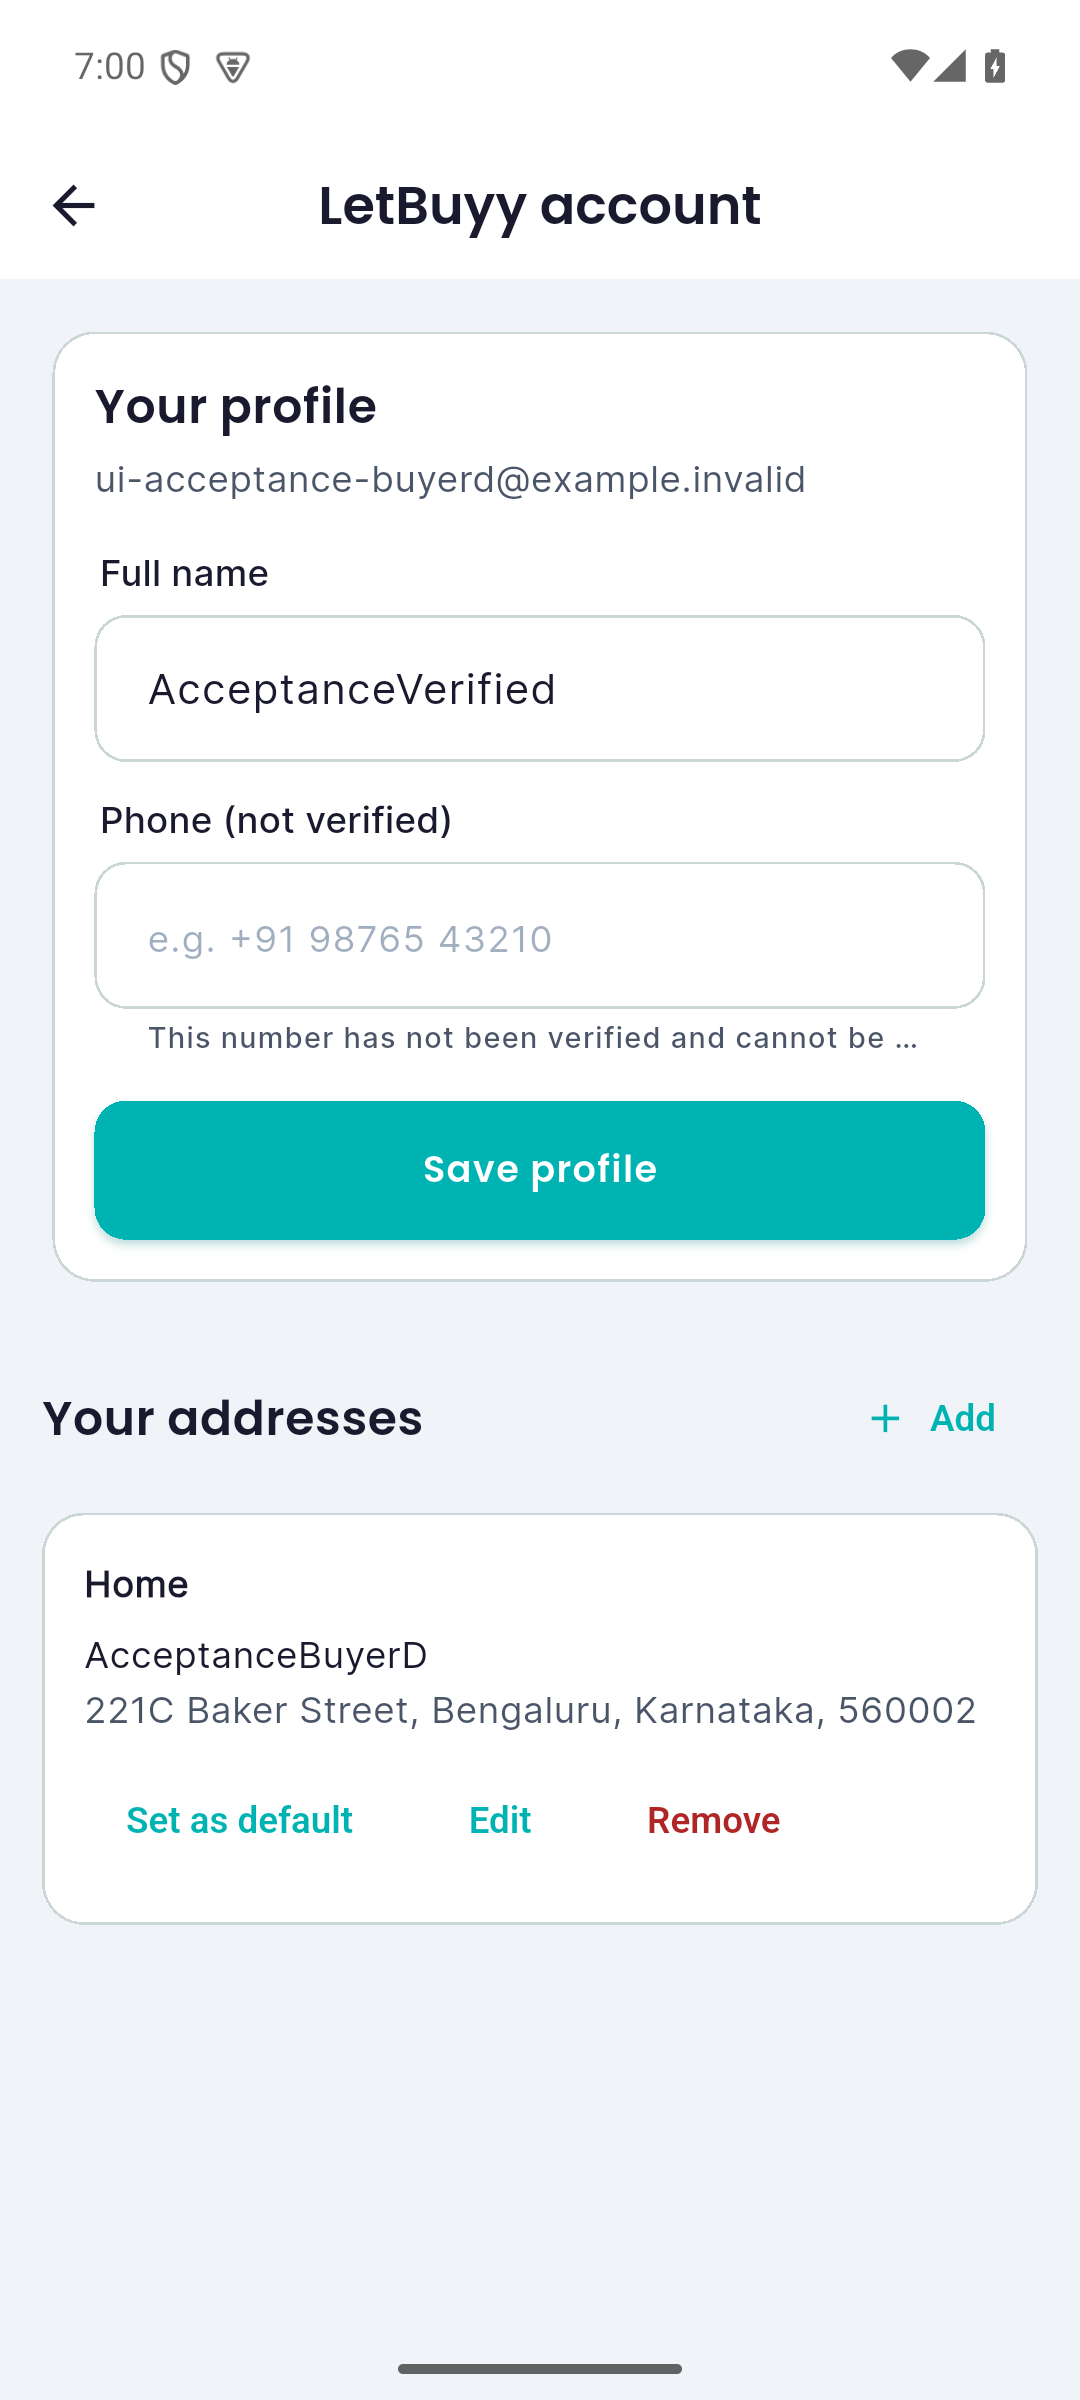 7:00
LetBuyy account
Your profile
ui-acceptance-buyerd@example.invalid
Full name
AcceptanceVerified
Phone (not verified)
e.g. +91 98765 43210
This number has not been verified and cannot be ...
Save profile
Your addresses
+ Add
Home
AcceptanceBuyerD
221C Baker Street, Bengaluru, Karnataka, 560002
Set as default Edit Remove